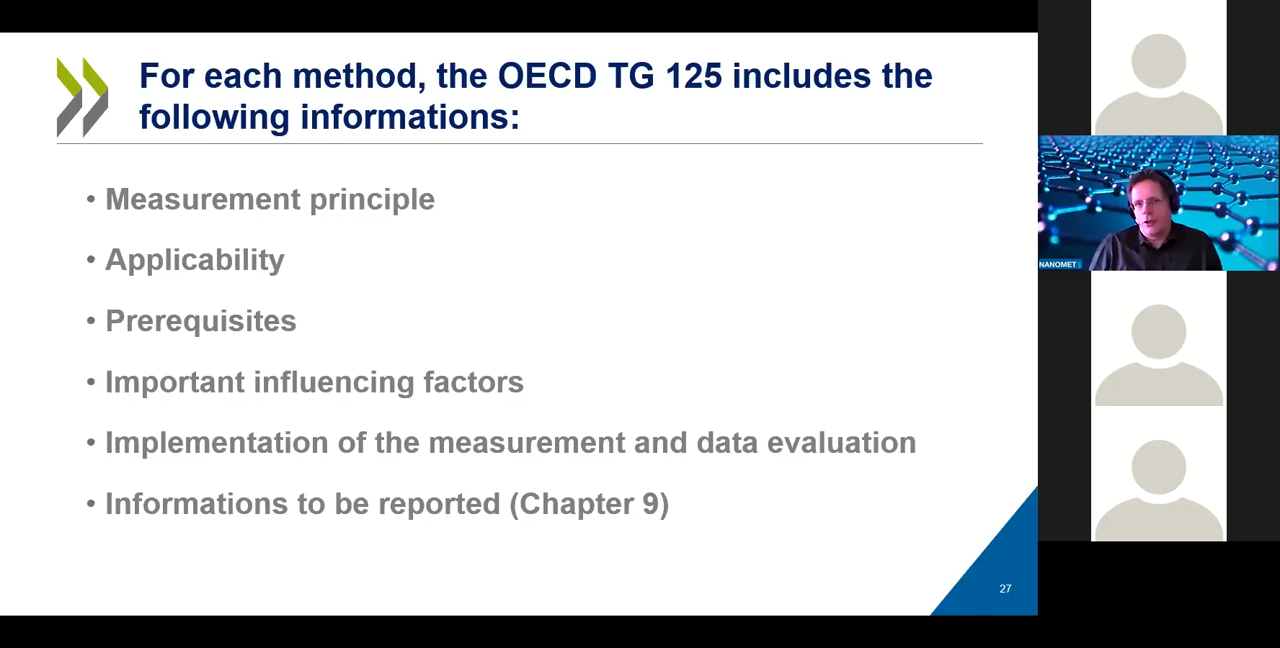 For each method, the OECD TG 125 includes the
following informations:
• Measurement principle
• Applicability
• Prerequisites
• Important influencing factors
• Implementation of the measurement and data evaluation
• Informations to be reported (Chapter 9)
27
NANOMET